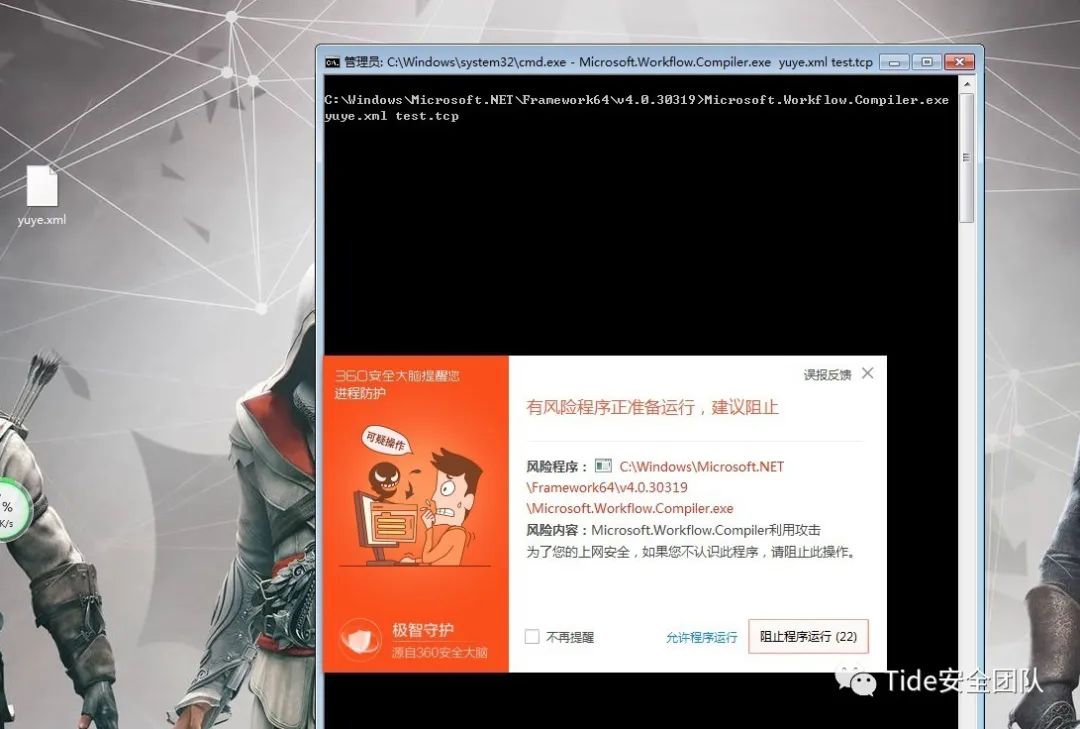 管理员: C:\Windows\system32\cmd.exe - Microsoft.Workflow.Compiler.exe  yuye.xml test.tcp
C:\Windows\Microsoft.NET\Framework64\v4.0.30319>Microsoft.Workflow.Compiler.exe
yuye.xml test.tcp
yuye.xml
%
K/s
360安全大脑提醒您
进程防护
可疑操作
极智守护
源自360安全大脑
误报反馈
有风险程序正准备运行，建议阻止
风险程序： C:\Windows\Microsoft.NET
\Framework64\v4.0.30319
\Microsoft.Workflow.Compiler.exe
风险内容：Microsoft.Workflow.Compiler利用攻击
为了您的上网安全，如果您不认识此程序，请阻止此操作。
不再提醒
允许程序运行
阻止程序运行 (22)
Tide安全团队